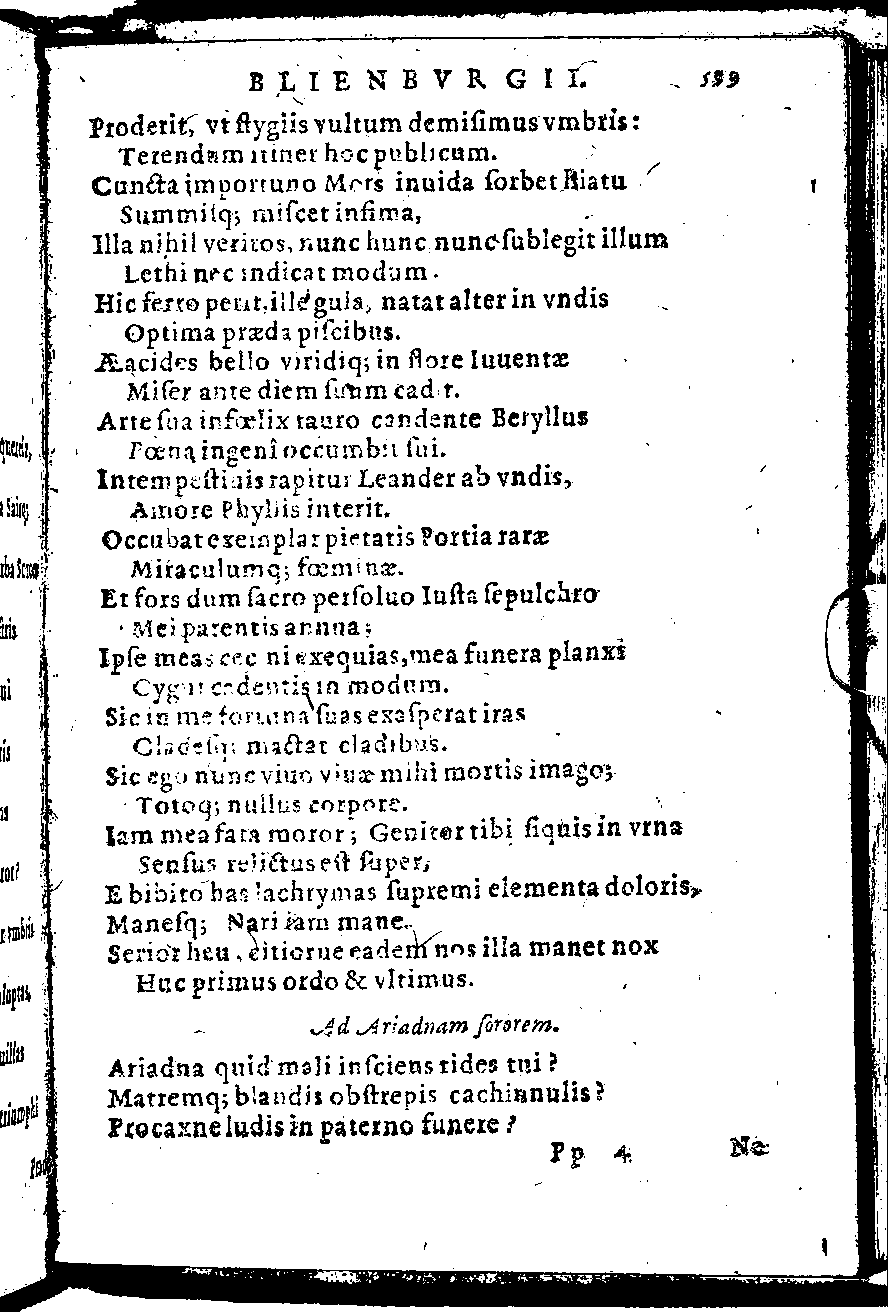 BLIENBVRGII. 599
Proderit, vt ſtygiis vultum demiſimus vmbris:
Terendum itiner hoc publicum.
Cuncta importuno Mors inuida ſorbet hiatu
Summiſq; miſcet infima,
Illa nihil veritos, nunc hunc nunc ſublegit illum
Lethi nec indicat modum.
Hic ferro perit, ille gula, natat alter in vndis
Optima præda piſcibus.
Æacides bello viridiq; in flore Iuuentæ
Miſer ante diem ſuum cadit.
Arte ſua infœlix tauro candente Beryllus
Pœna ingenî occumbit ſui.
Intempeſtiuis rapitur Leander ab vndis,
Amore Phyllis interit.
Occubat exemplar pietatis Portia raræ
Miraculumq; fœminæ.
Et fors dum ſacro perſoluo Iuſta ſepulchro
Mei parentis annua;
Ipſe meas cecini exequias, mea funera planxi
Cygni cadentis in modum.
Sic in me fortuna ſuas exaſperat iras
Cladeſq; mactat cladibus.
Sic ego nunc viuo viuæ mihi mortis imago;
Totoq; nullus corpore.
Iam mea fata moror; Genitor tibi ſiquis in vrna
Senſus relictus eſt ſuper,
Ebibito has lachrymas ſupremi elementa doloris,
Maneſq; Nari iam mane.
Serior heu, citiorue eadem nos illa manet nox
Huc primus ordo & vltimus.
Ad Ariadnam ſororem.
Ariadna quid mali inſciens rides tui?
Matremq; blandis obſtrepis cachinnulis?
Procaxne ludis in paterno funere?
Pp 4 Ne